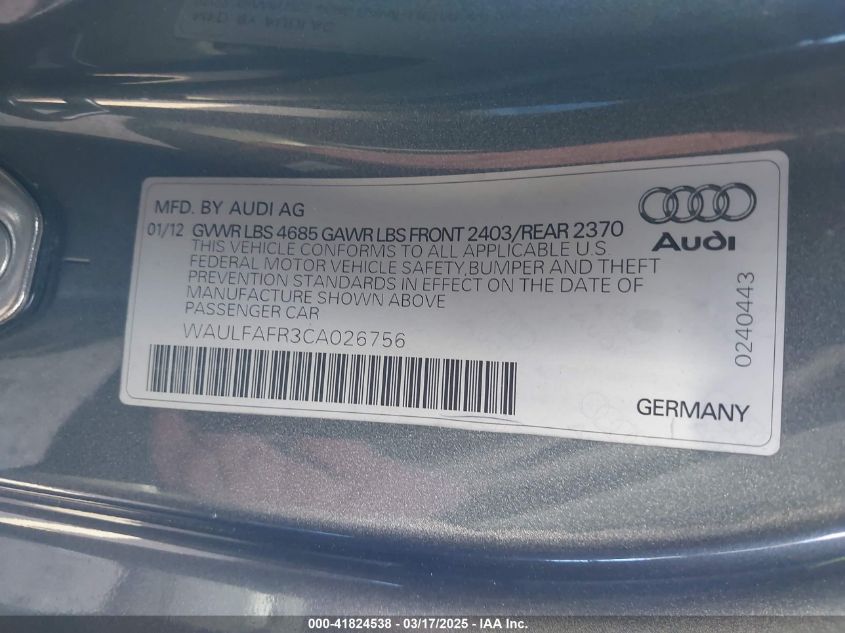 MFD. BY AUDI AG
01/12 GVWR LBS 4685 GAWR LBS FRONT 2403/REAR 2370
THIS VEHICLE CONFORMS TO ALL APPLICABLE U.S.
FEDERAL MOTOR VEHICLE SAFETY, BUMPER AND THEFT
PREVENTION STANDARDS IN EFFECT ON THE DATE OF
MANUFACTURE SHOWN ABOVE
PASSENGER CAR
WAULFAFR3CA026756
Audi
0240443
GERMANY
000-41824538 - 03/17/2025 - IAA Inc.